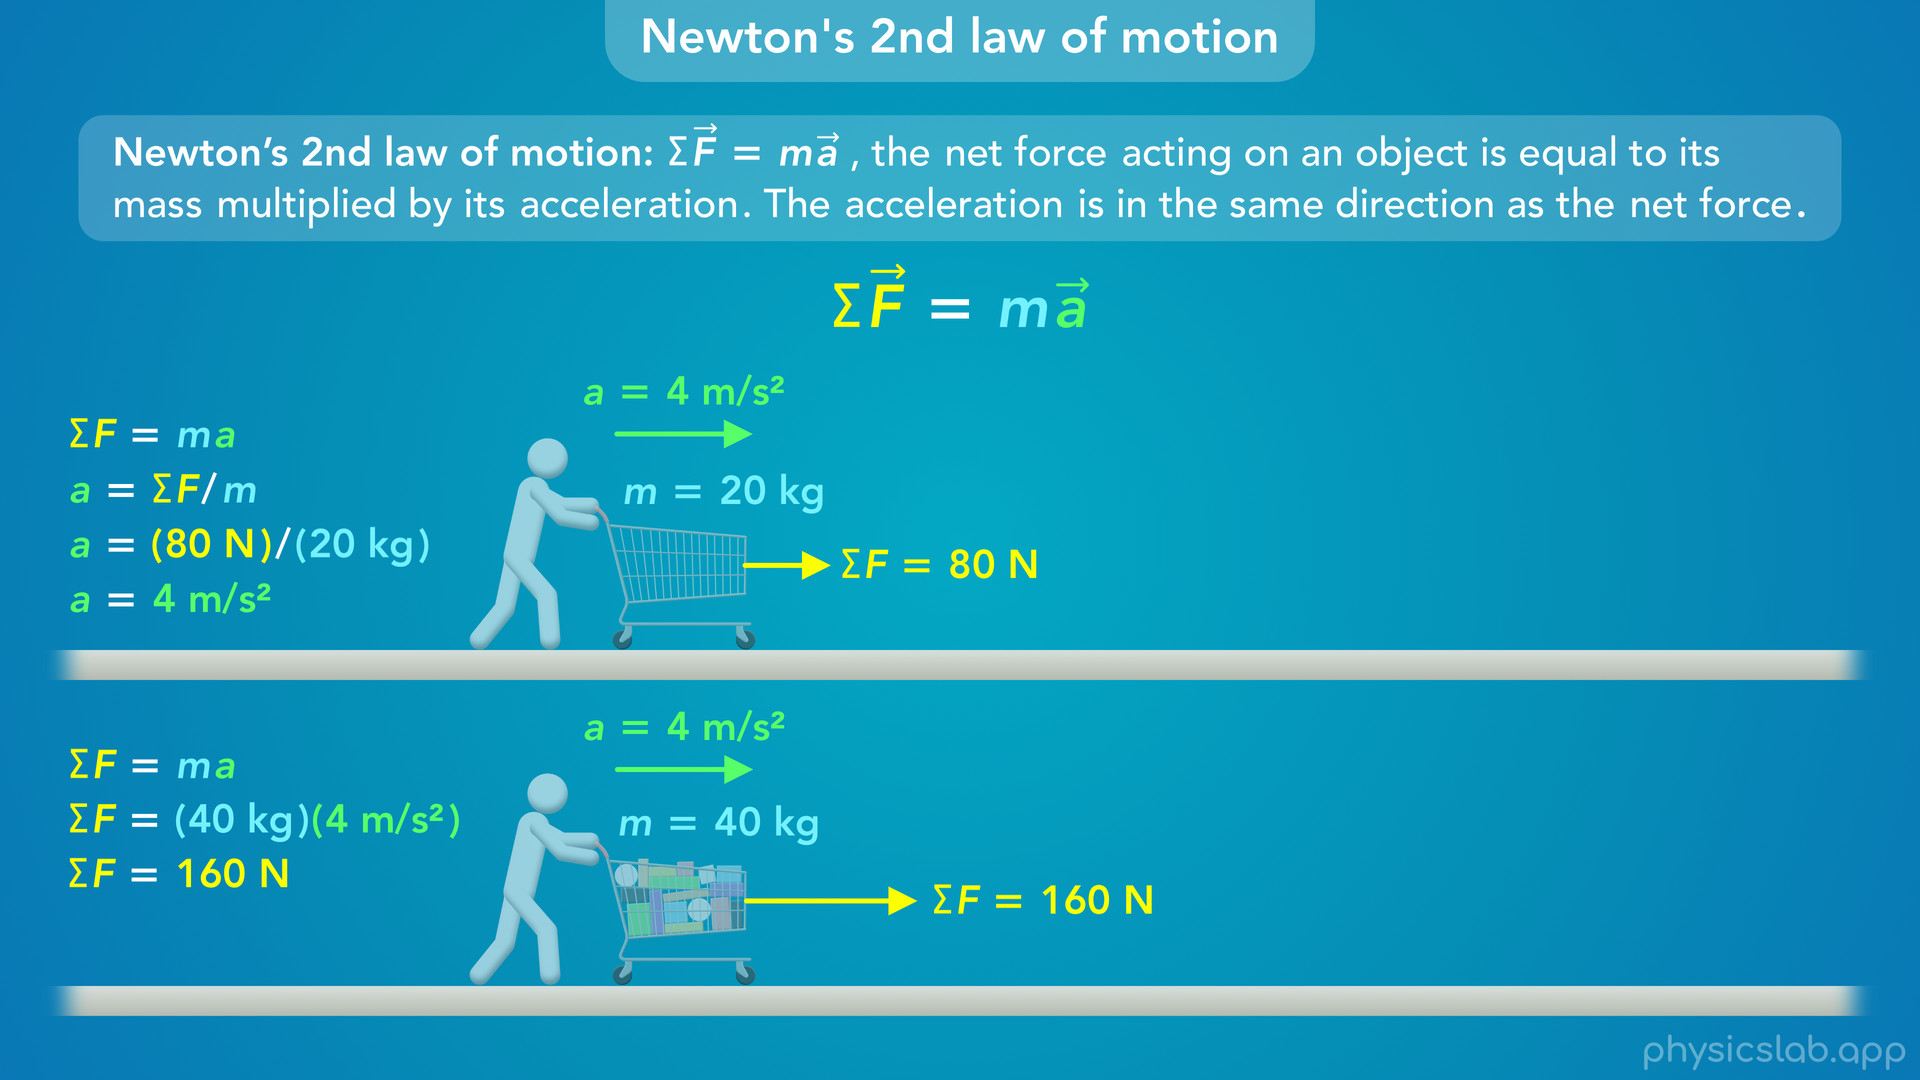 Newton's 2nd law of motion
Newton’s 2nd law of motion: ΣF⃗ = ma⃗ , the net force acting on an object is equal to its
mass multiplied by its acceleration. The acceleration is in the same direction as the net force.
ΣF⃗ = ma⃗
a = 4 m/s²
ΣF = ma
a = ΣF/m
a = (80 N)/(20 kg)
a = 4 m/s²
m = 20 kg
ΣF = 80 N
a = 4 m/s²
ΣF = ma
ΣF = (40 kg)(4 m/s²)
ΣF = 160 N
m = 40 kg
ΣF = 160 N
physicslab.app